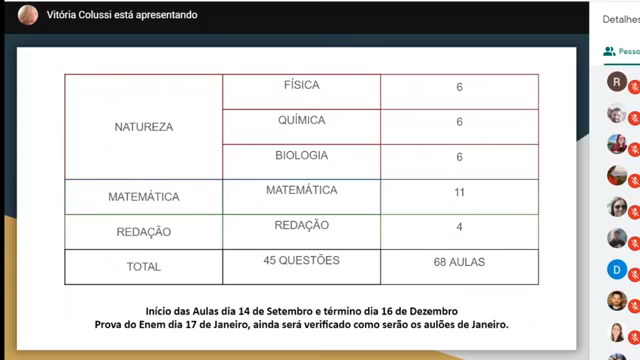 Vitória Colussi está apresentando
Detalhes
Pesso
NATUREZA
FÍSICA
6
QUÍMICA
6
BIOLOGIA
6
MATEMÁTICA
MATEMÁTICA
11
REDAÇÃO
REDAÇÃO
4
TOTAL
45 QUESTÕES
68 AULAS
Início das Aulas dia 14 de Setembro e término dia 16 de Dezembro
Prova do Enem dia 17 de Janeiro, ainda será verificado como serão os aulões de Janeiro.
R
D